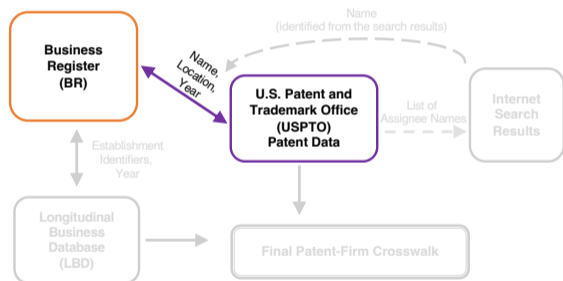 Name
(identified from the search results)
Business
Register
(BR)
Name,
Location,
Year
U.S. Patent and
Trademark Office
(USPTO)
Patent Data
List of
Assignee Names
Internet
Search
Results
Establishment
Identifiers,
Year
Longitudinal
Business
Database
(LBD)
Final Patent-Firm Crosswalk